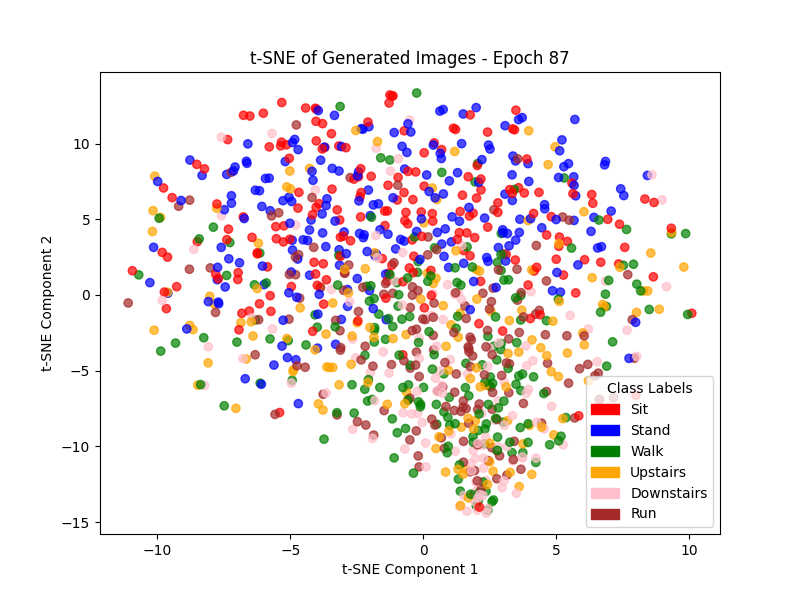 t-SNE of Generated Images - Epoch 87
t-SNE Component 2
10
5
0
−5
−10
−15
−10
−5
0
5
10
t-SNE Component 1
Class Labels
Sit
Stand
Walk
Upstairs
Downstairs
Run